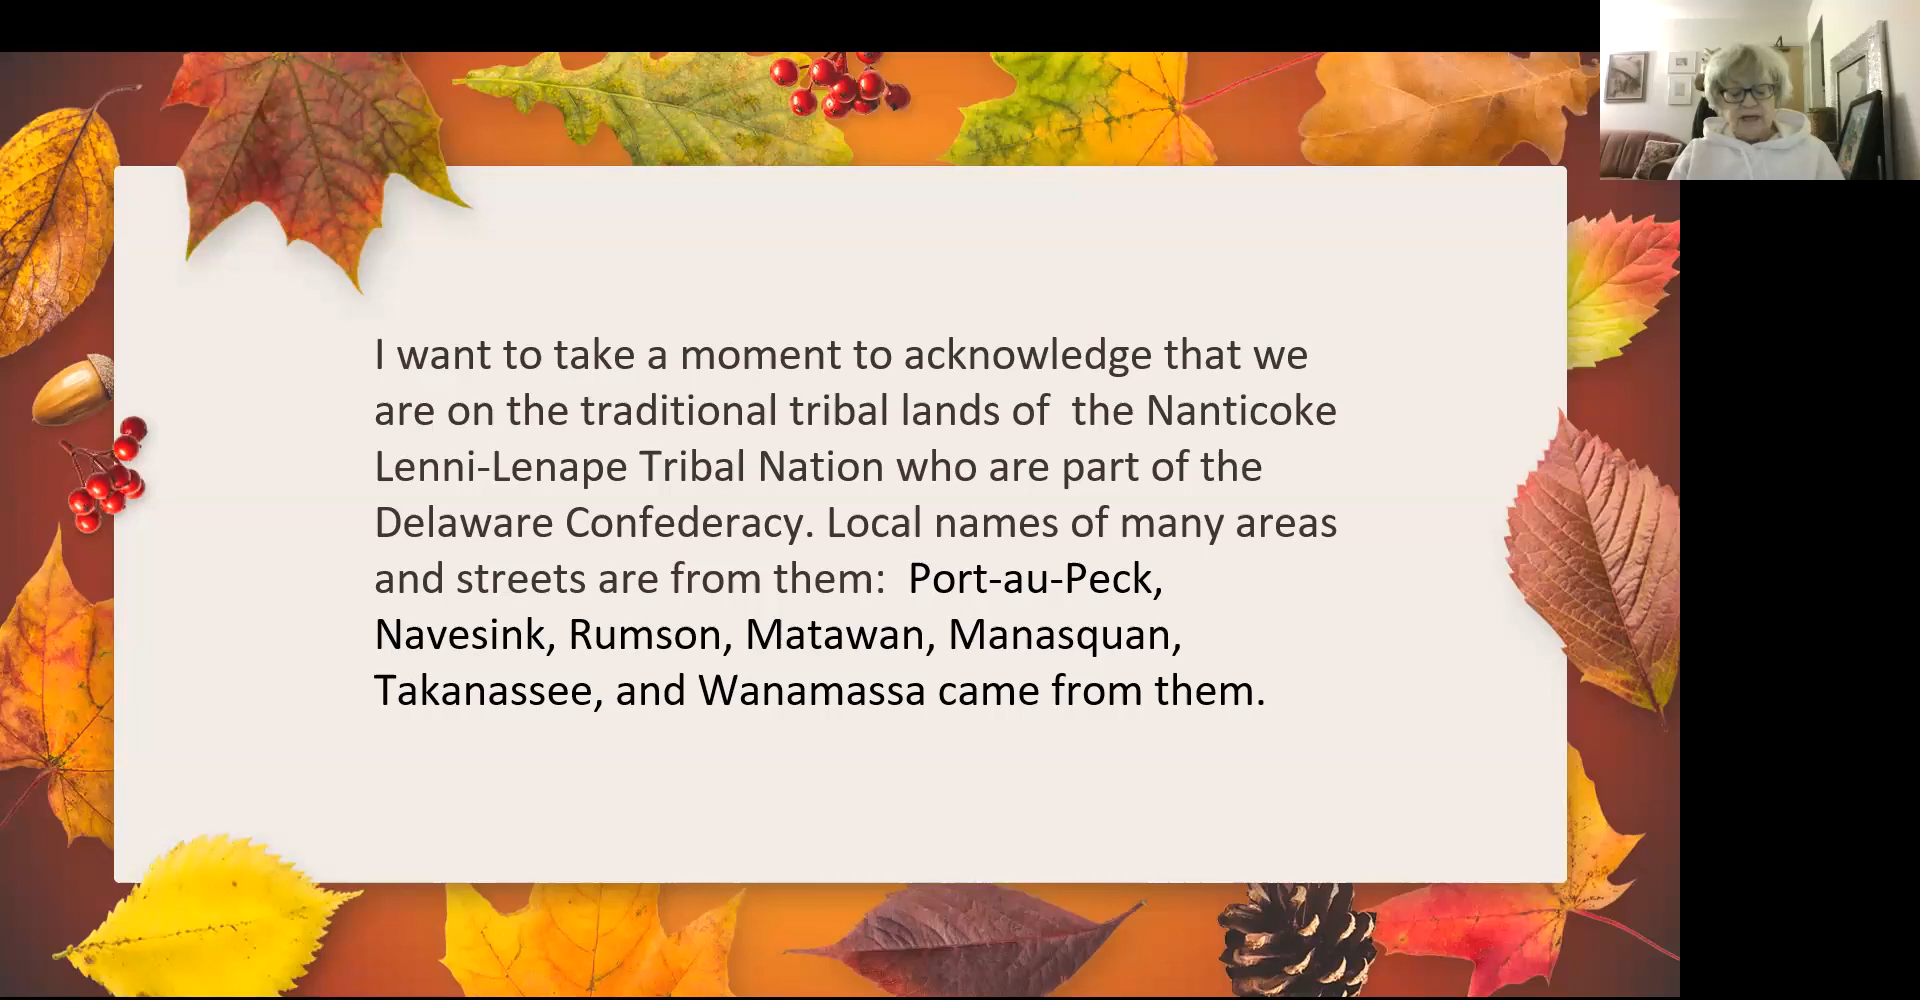 I want to take a moment to acknowledge that we
are on the traditional tribal lands of  the Nanticoke
Lenni-Lenape Tribal Nation who are part of the
Delaware Confederacy. Local names of many areas
and streets are from them:  Port-au-Peck,
Navesink, Rumson, Matawan, Manasquan,
Takanassee, and Wanamassa came from them.